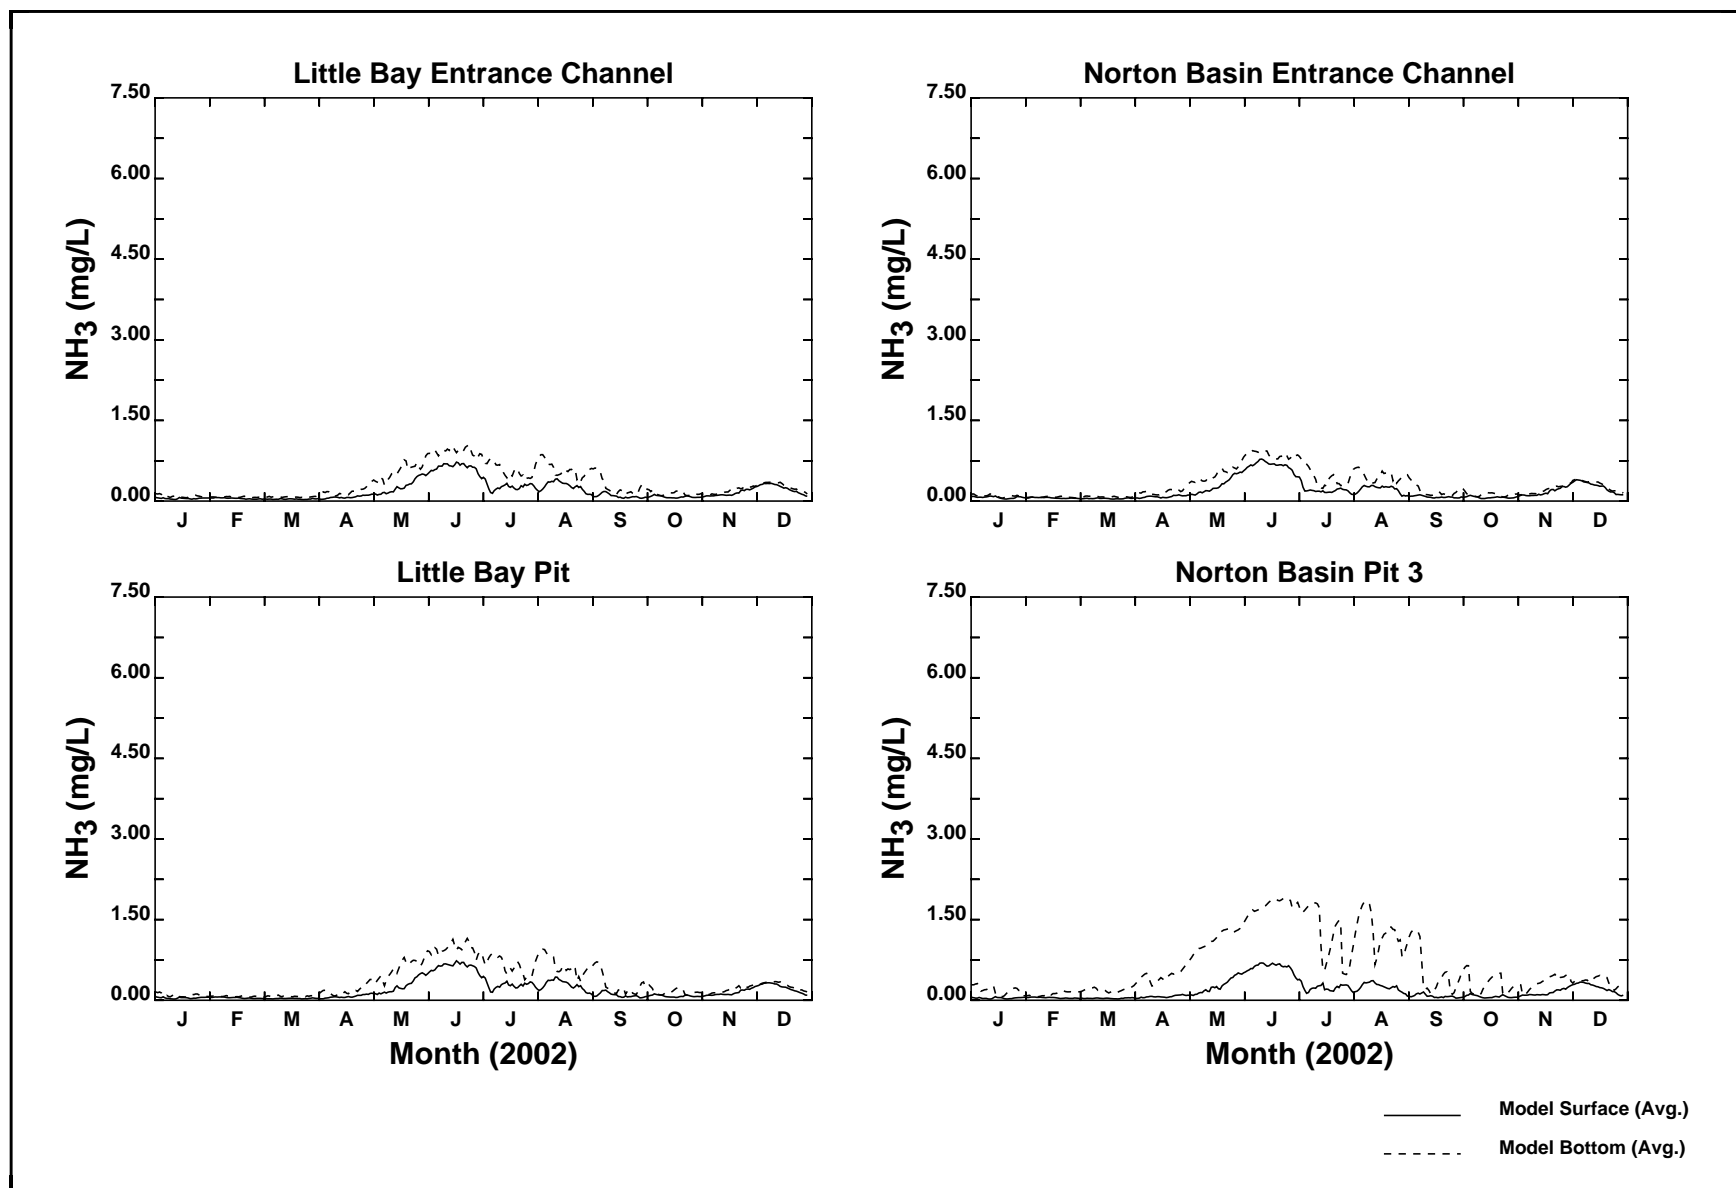 Little Bay Entrance Channel
7.50
6.00
4.50
3.00
1.50
0.00
NH3 (mg/L)
J F M A M J J A S O N D
Norton Basin Entrance Channel
7.50
6.00
4.50
3.00
1.50
0.00
NH3 (mg/L)
J F M A M J J A S O N D
Little Bay Pit
7.50
6.00
4.50
3.00
1.50
0.00
NH3 (mg/L)
J F M A M J J A S O N D
Month (2002)
Norton Basin Pit 3
7.50
6.00
4.50
3.00
1.50
0.00
NH3 (mg/L)
J F M A M J J A S O N D
Month (2002)
Model Surface (Avg.)
Model Bottom (Avg.)